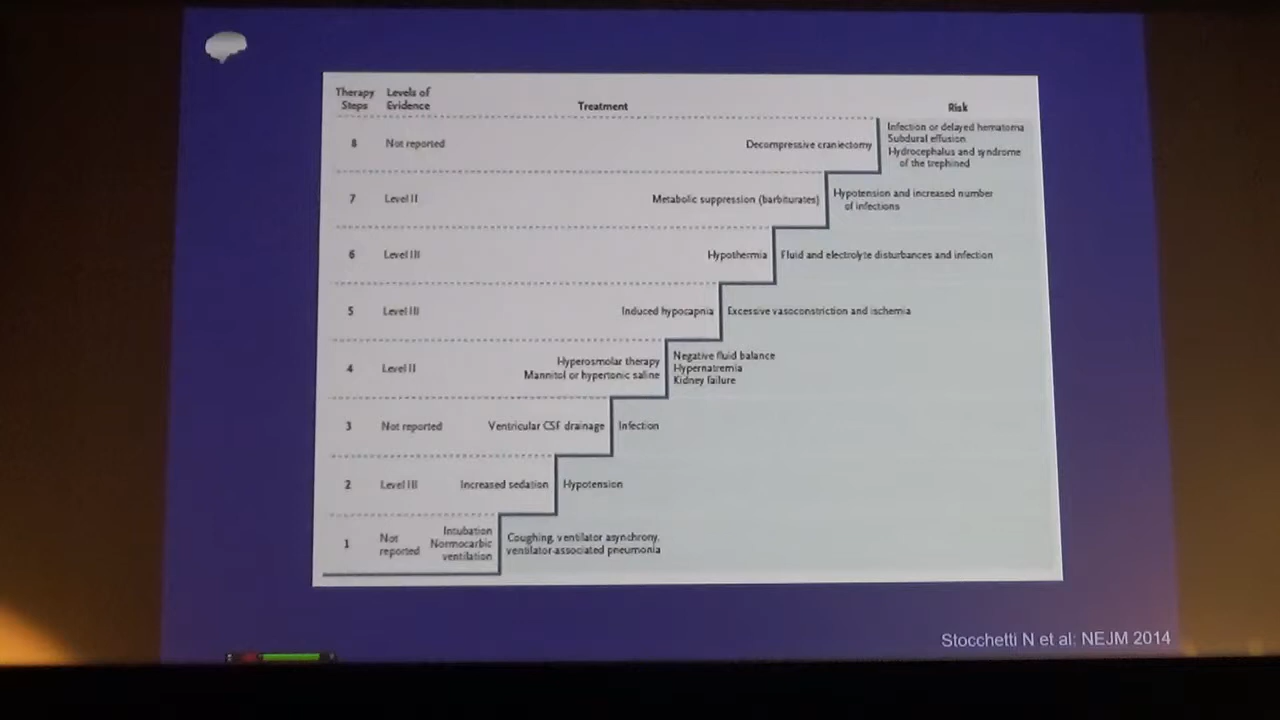 Therapy Steps Levels of Evidence Treatment Risk
8 Not reported Decompressive craniectomy
Infection or delayed hematoma
Subdural effusion
Hydrocephalus and syndrome
of the trephined
7 Level II Metabolic suppression (barbiturates)
Hypotension and increased number
of infections
6 Level III Hypothermia Fluid and electrolyte disturbances and infection
5 Level III Induced hypocapnia Excessive vasoconstriction and ischemia
4 Level II
Hyperosmolar therapy
Mannitol or hypertonic saline
Negative fluid balance
Hypernatremia
Kidney failure
3 Not reported Ventricular CSF drainage Infection
2 Level III Increased sedation Hypotension
1 Not reported
Intubation
Normocarbic
ventilation
Coughing, ventilator asynchrony,
ventilator-associated pneumonia
Stocchetti N et al: NEJM 2014